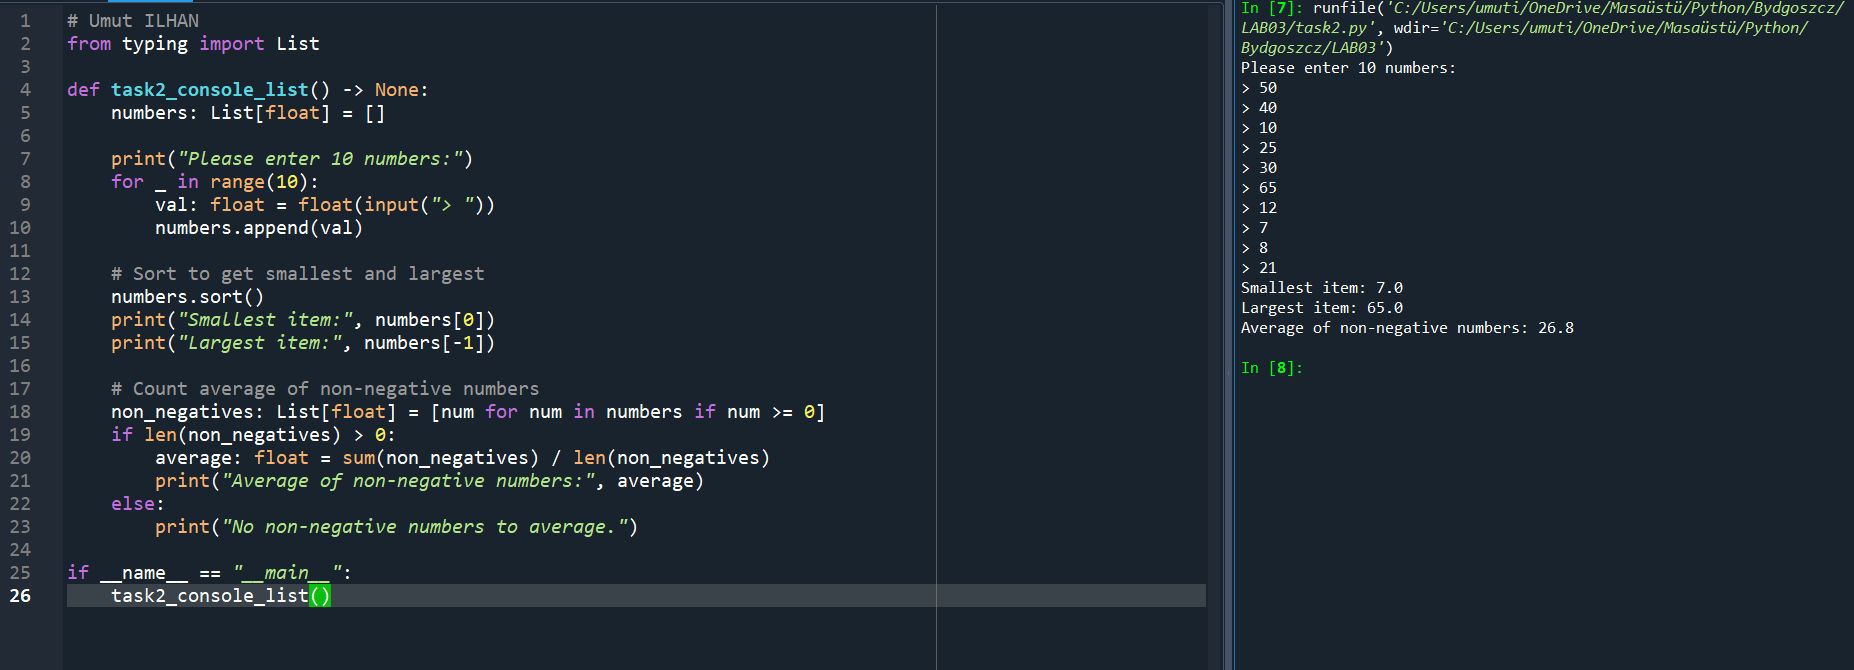 1 # Umut ILHAN
2 from typing import List
3
4 def task2_console_list() -> None:
5     numbers: List[float] = []
6
7     print("Please enter 10 numbers:")
8     for _ in range(10):
9         val: float = float(input("> "))
10         numbers.append(val)
11
12     # Sort to get smallest and largest
13     numbers.sort()
14     print("Smallest item:", numbers[0])
15     print("Largest item:", numbers[-1])
16
17     # Count average of non-negative numbers
18     non_negatives: List[float] = [num for num in numbers if num >= 0]
19     if len(non_negatives) > 0:
20         average: float = sum(non_negatives) / len(non_negatives)
21         print("Average of non-negative numbers:", average)
22     else:
23         print("No non-negative numbers to average.")
24
25 if __name__ == "__main__":
26     task2_console_list()
In [7]: runfile('C:/Users/umuti/OneDrive/Masaüstü/Python/Bydgoszcz/
LAB03/task2.py', wdir='C:/Users/umuti/OneDrive/Masaüstü/Python/
Bydgoszcz/LAB03')
Please enter 10 numbers:
> 50
> 40
> 10
> 25
> 30
> 65
> 12
> 7
> 8
> 21
Smallest item: 7.0
Largest item: 65.0
Average of non-negative numbers: 26.8
In [8]: